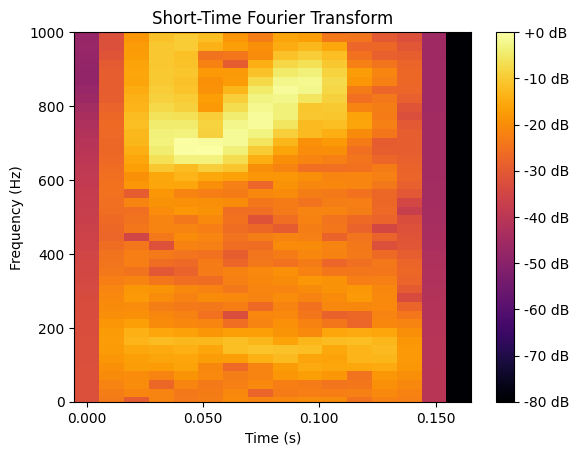 Short-Time Fourier Transform
1000
800
600
400
200
0
Frequency (Hz)
0.000
0.050
0.100
0.150
Time (s)
+0 dB
-10 dB
-20 dB
-30 dB
-40 dB
-50 dB
-60 dB
-70 dB
-80 dB